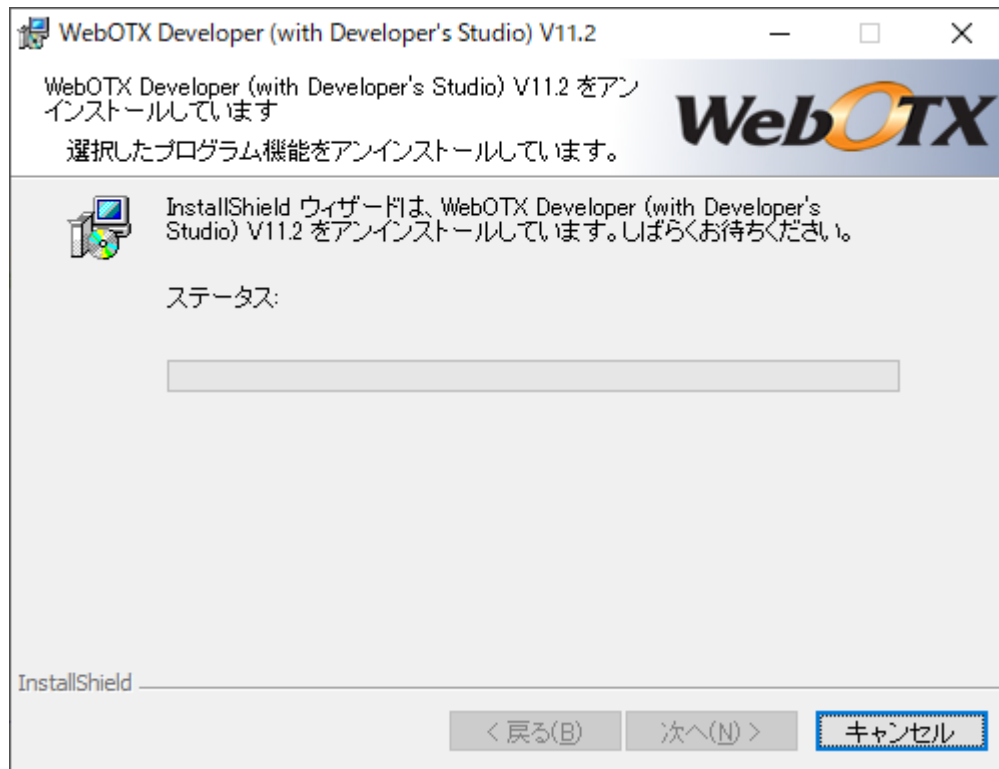 WebOTX Developer (with Developer's Studio) V11.2
WebOTX Developer (with Developer's Studio) V11.2 をアン
インストールしています
選択したプログラム機能をアンインストールしています。
WebOTX
InstallShield ウィザードは、WebOTX Developer (with Developer's
Studio) V11.2 をアンインストールしています。しばらくお待ちください。
ステータス:
InstallShield
< 戻る(B)
次へ(N) >
キャンセル